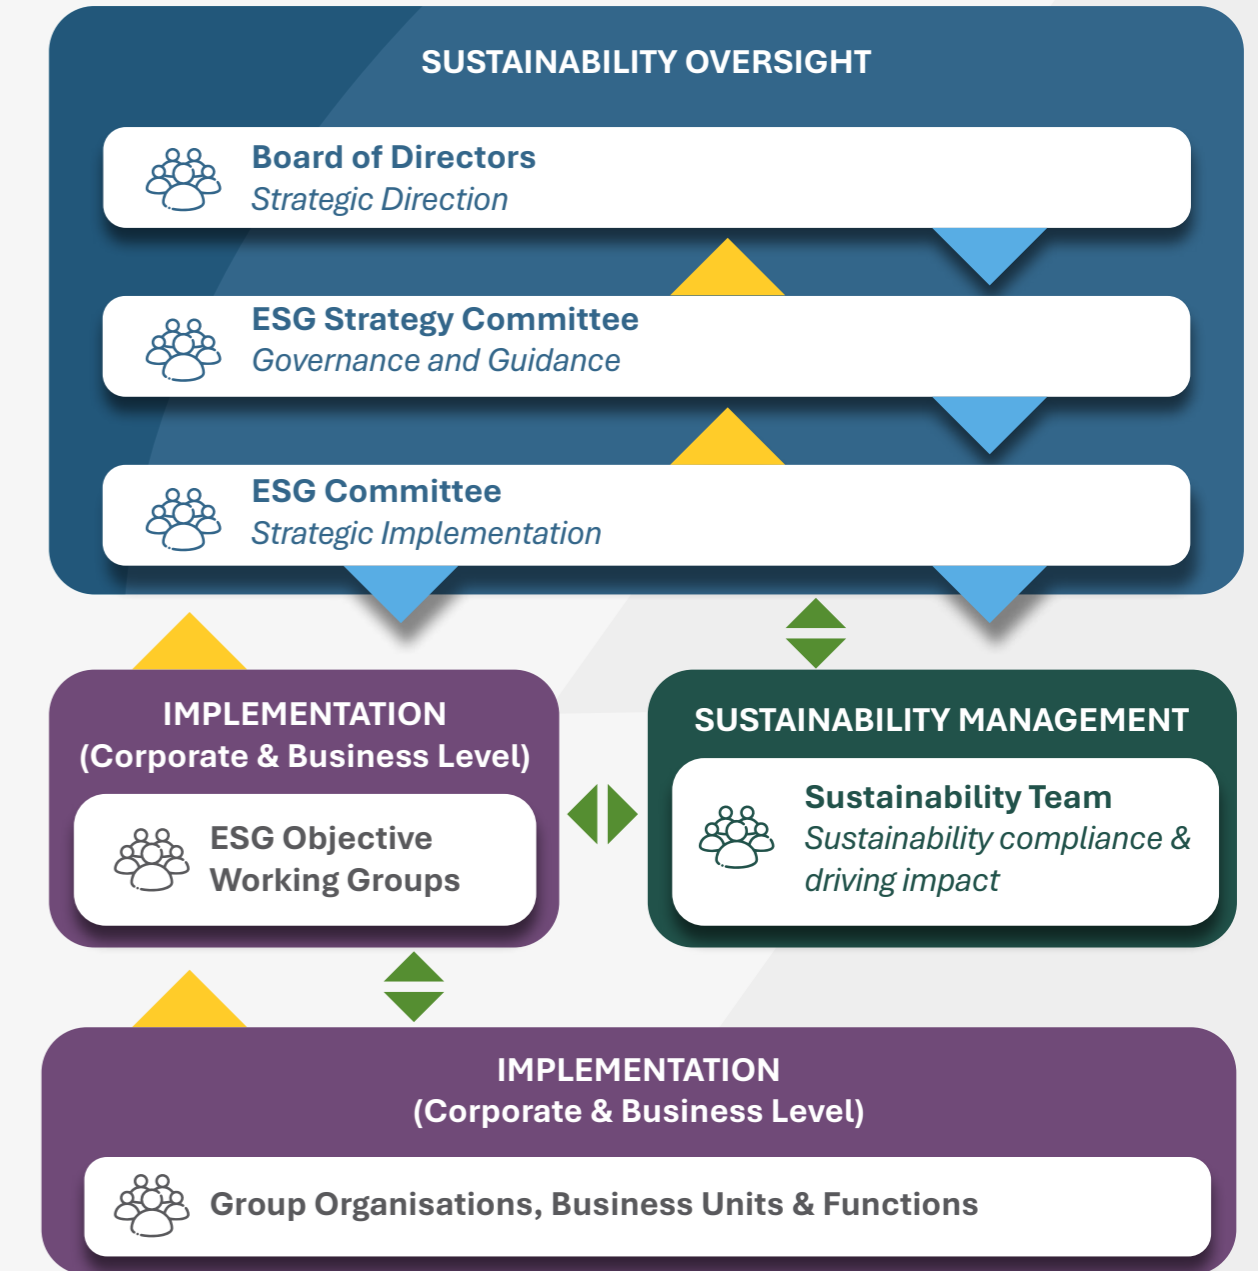 SUSTAINABILITY OVERSIGHT
Board of Directors
Strategic Direction
ESG Strategy Committee
Governance and Guidance
ESG Committee
Strategic Implementation
IMPLEMENTATION
(Corporate & Business Level)
ESG Objective
Working Groups
SUSTAINABILITY MANAGEMENT
Sustainability Team
Sustainability compliance &
driving impact
IMPLEMENTATION
(Corporate & Business Level)
Group Organisations, Business Units & Functions